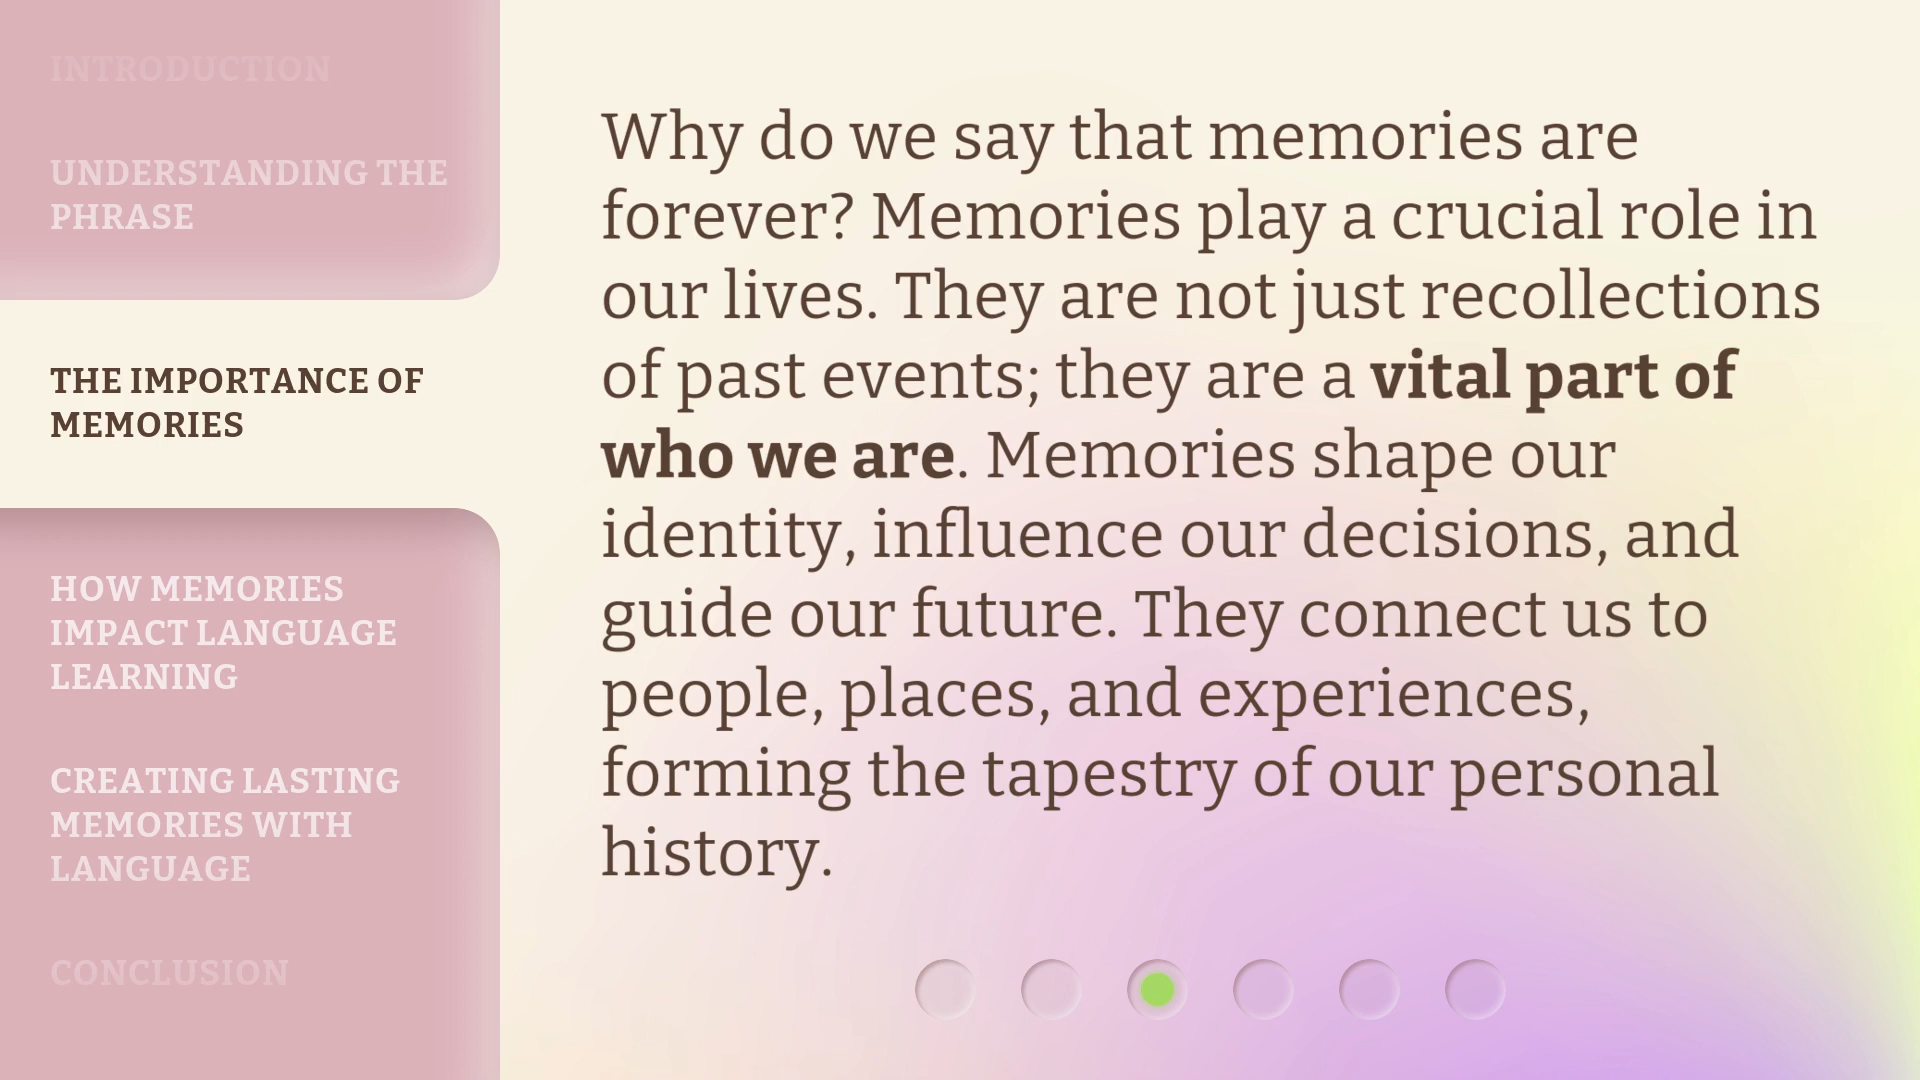 INTRODUCTION
UNDERSTANDING THE
PHRASE
THE IMPORTANCE OF
MEMORIES
HOW MEMORIES
IMPACT LANGUAGE
LEARNING
CREATING LASTING
MEMORIES WITH
LANGUAGE
CONCLUSION
Why do we say that memories are
forever? Memories play a crucial role in
our lives. They are not just recollections
of past events; they are a vital part of
who we are. Memories shape our
identity, influence our decisions, and
guide our future. They connect us to
people, places, and experiences,
forming the tapestry of our personal
history.